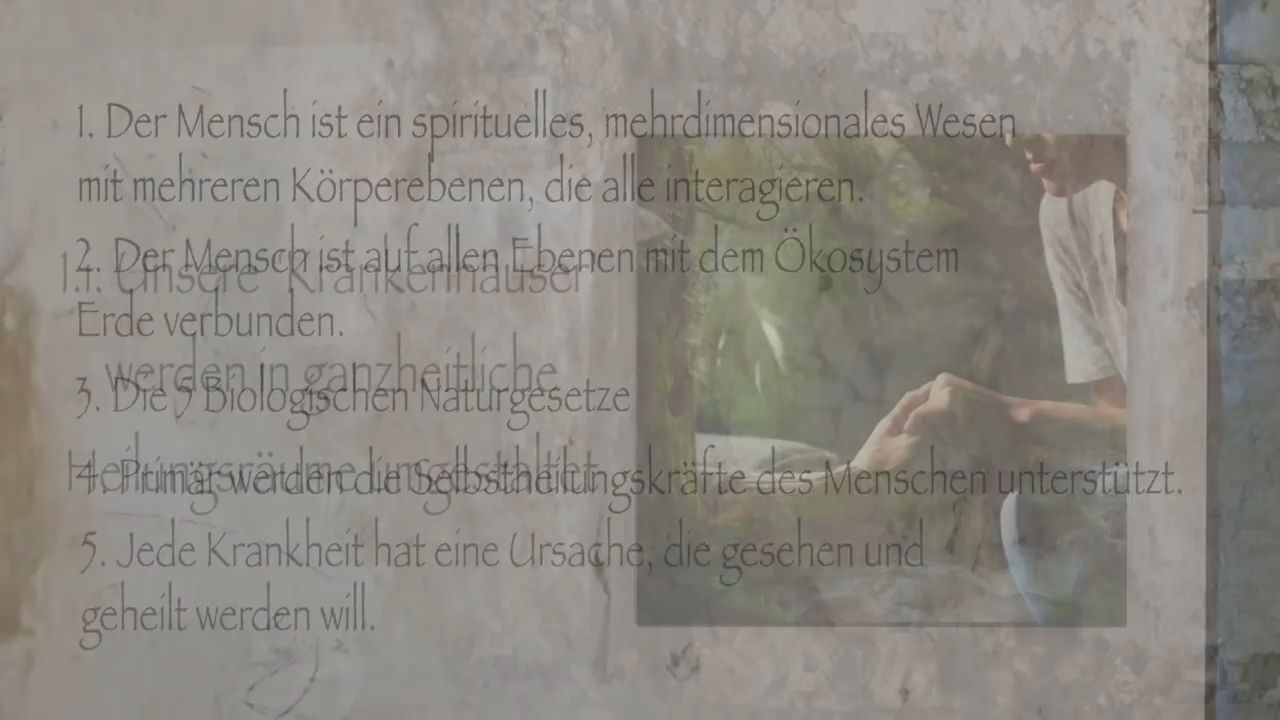 1. Der Mensch ist ein spirituelles, mehrdimensionales Wesen
mit mehreren Körperebenen, die alle interagieren.
2. Der Mensch ist auf allen Ebenen mit dem Ökosystem
Erde verbunden.
3. Die 5 Biologischen Naturgesetze
4. Primär werden die Selbstheilungskräfte des Menschen unterstützt.
5. Jede Krankheit hat eine Ursache, die gesehen und
geheilt werden will.
Unsere Krankenhäuser
werden in ganzheitliche
Heilungsräume umgestaltet